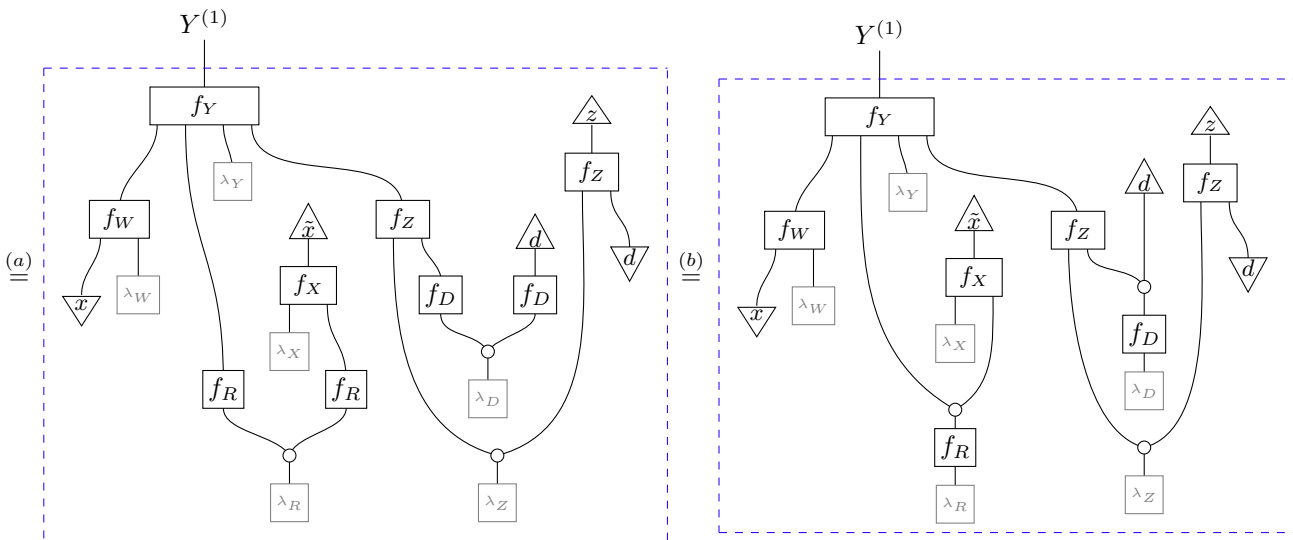 Y^{(1)} Y^{(1)}
f_Y z f_Y z
λ_Y f_Z λ_Y d f_Z
f_W x̃ f_Z d d f_W x̃ f_Z d
(a) = x λ_W f_X f_D f_D (b) = x λ_W f_X
λ_X λ_D λ_X f_D
f_R f_R λ_D
f_R
λ_R λ_Z λ_R λ_Z